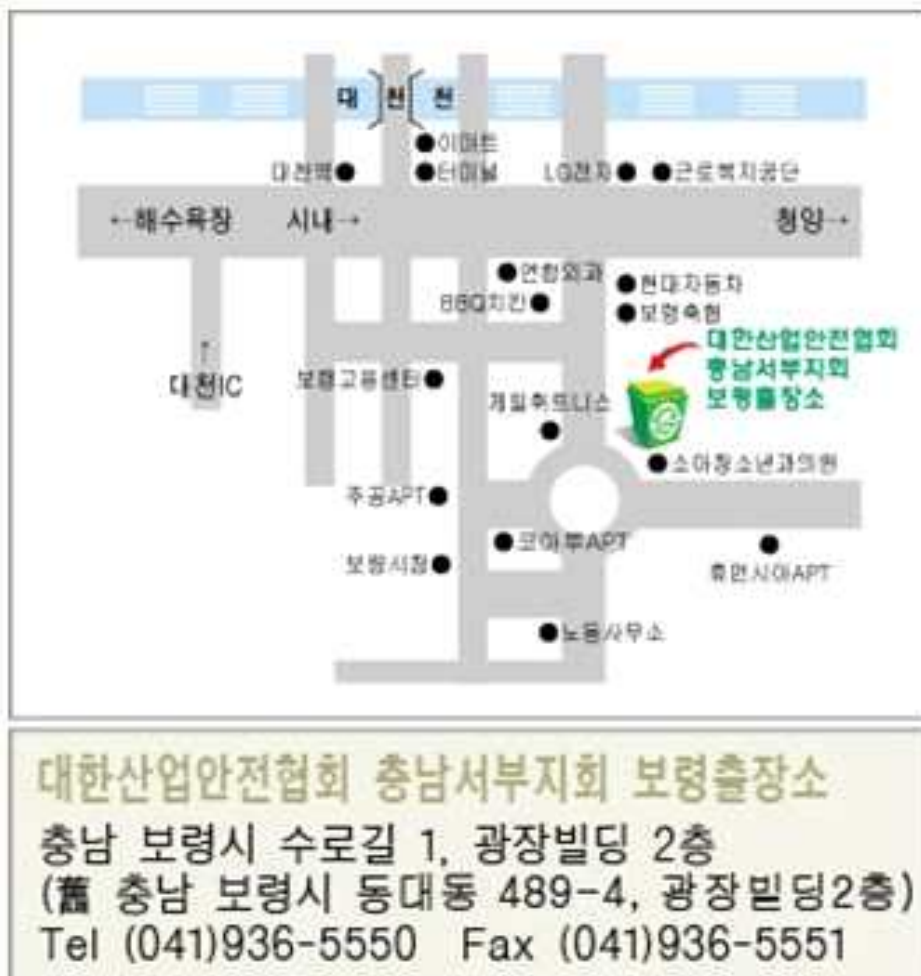 대 천 천
이마트
대천역
터미널
LG전자
근로복지공단
←해수욕장
시내→
청양→
연합외과
현대자동차
BBQ치킨
보령축협
대한산업안전협회
충남서부지회
보령출장소
↑
대천IC
보령고용센터
제일휘트니스
소아청소년과의원
주공APT
코아루APT
보령시청
휴먼시아APT
노동사무소
대한산업안전협회 충남서부지회 보령출장소
충남 보령시 수로길 1, 광장빌딩 2층
(舊 충남 보령시 동대동 489-4, 광장빌딩2층)
Tel (041)936-5550 Fax (041)936-5551